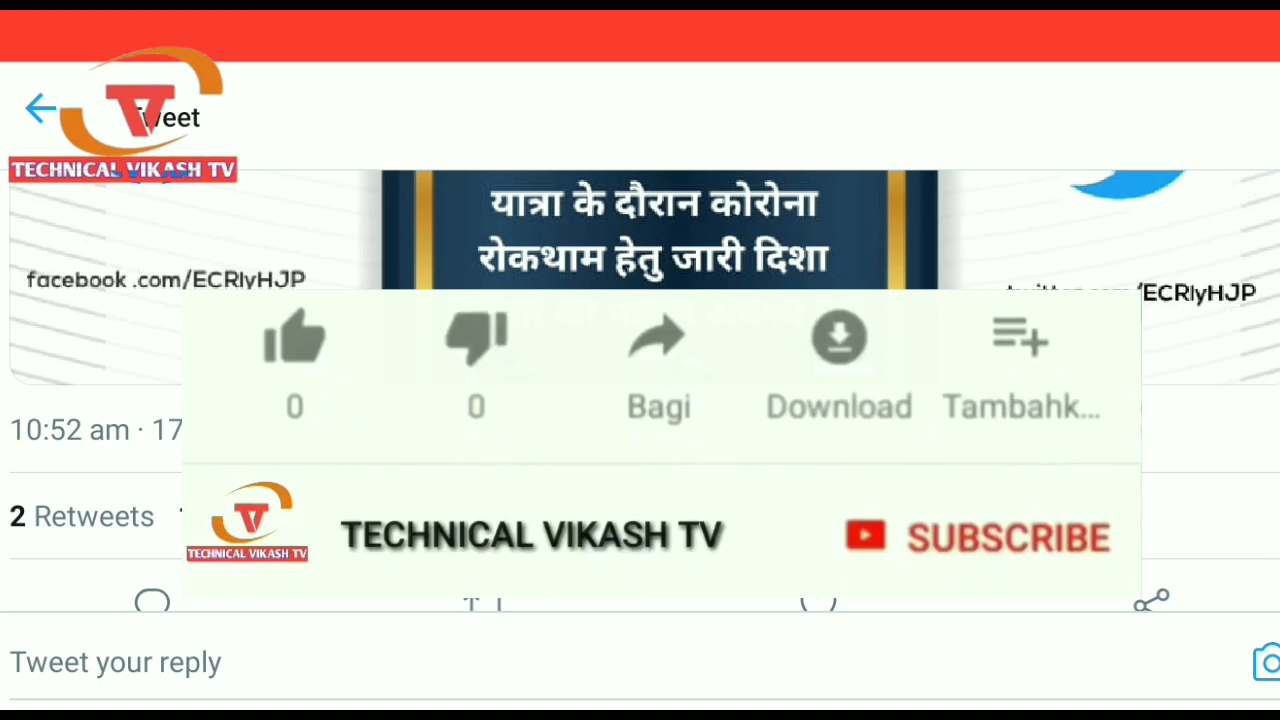 Tweet
TECHNICAL VIKASH TV
यात्रा के दौरान कोरोना
रोकथाम हेतु जारी दिशा
facebook .com/ECRlyHJP
/ECRlyHJP
0
0
Bagi
Download
Tambahk...
10:52 am · 17
2 Retweets
TECHNICAL VIKASH TV
TECHNICAL VIKASH TV
SUBSCRIBE
Tweet your reply